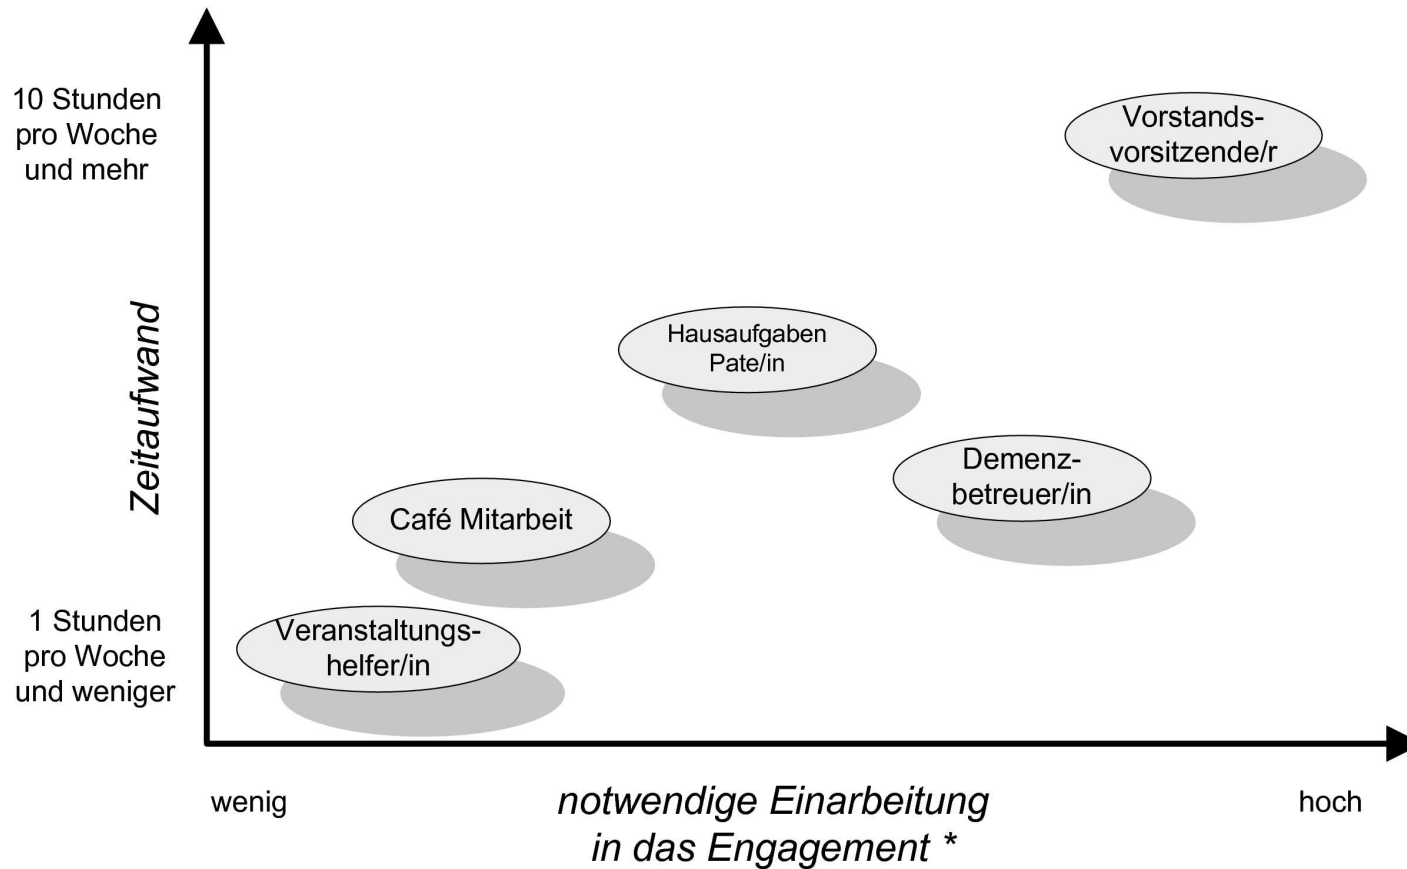 10 Stunden
pro Woche
und mehr
Vorstands-
vorsitzende/r
Zeitaufwand
Hausaufgaben
Pate/in
Demenz-
betreuer/in
Café Mitarbeit
1 Stunden
pro Woche
und weniger
Veranstaltungs-
helfer/in
wenig
notwendige Einarbeitung
in das Engagement *
hoch